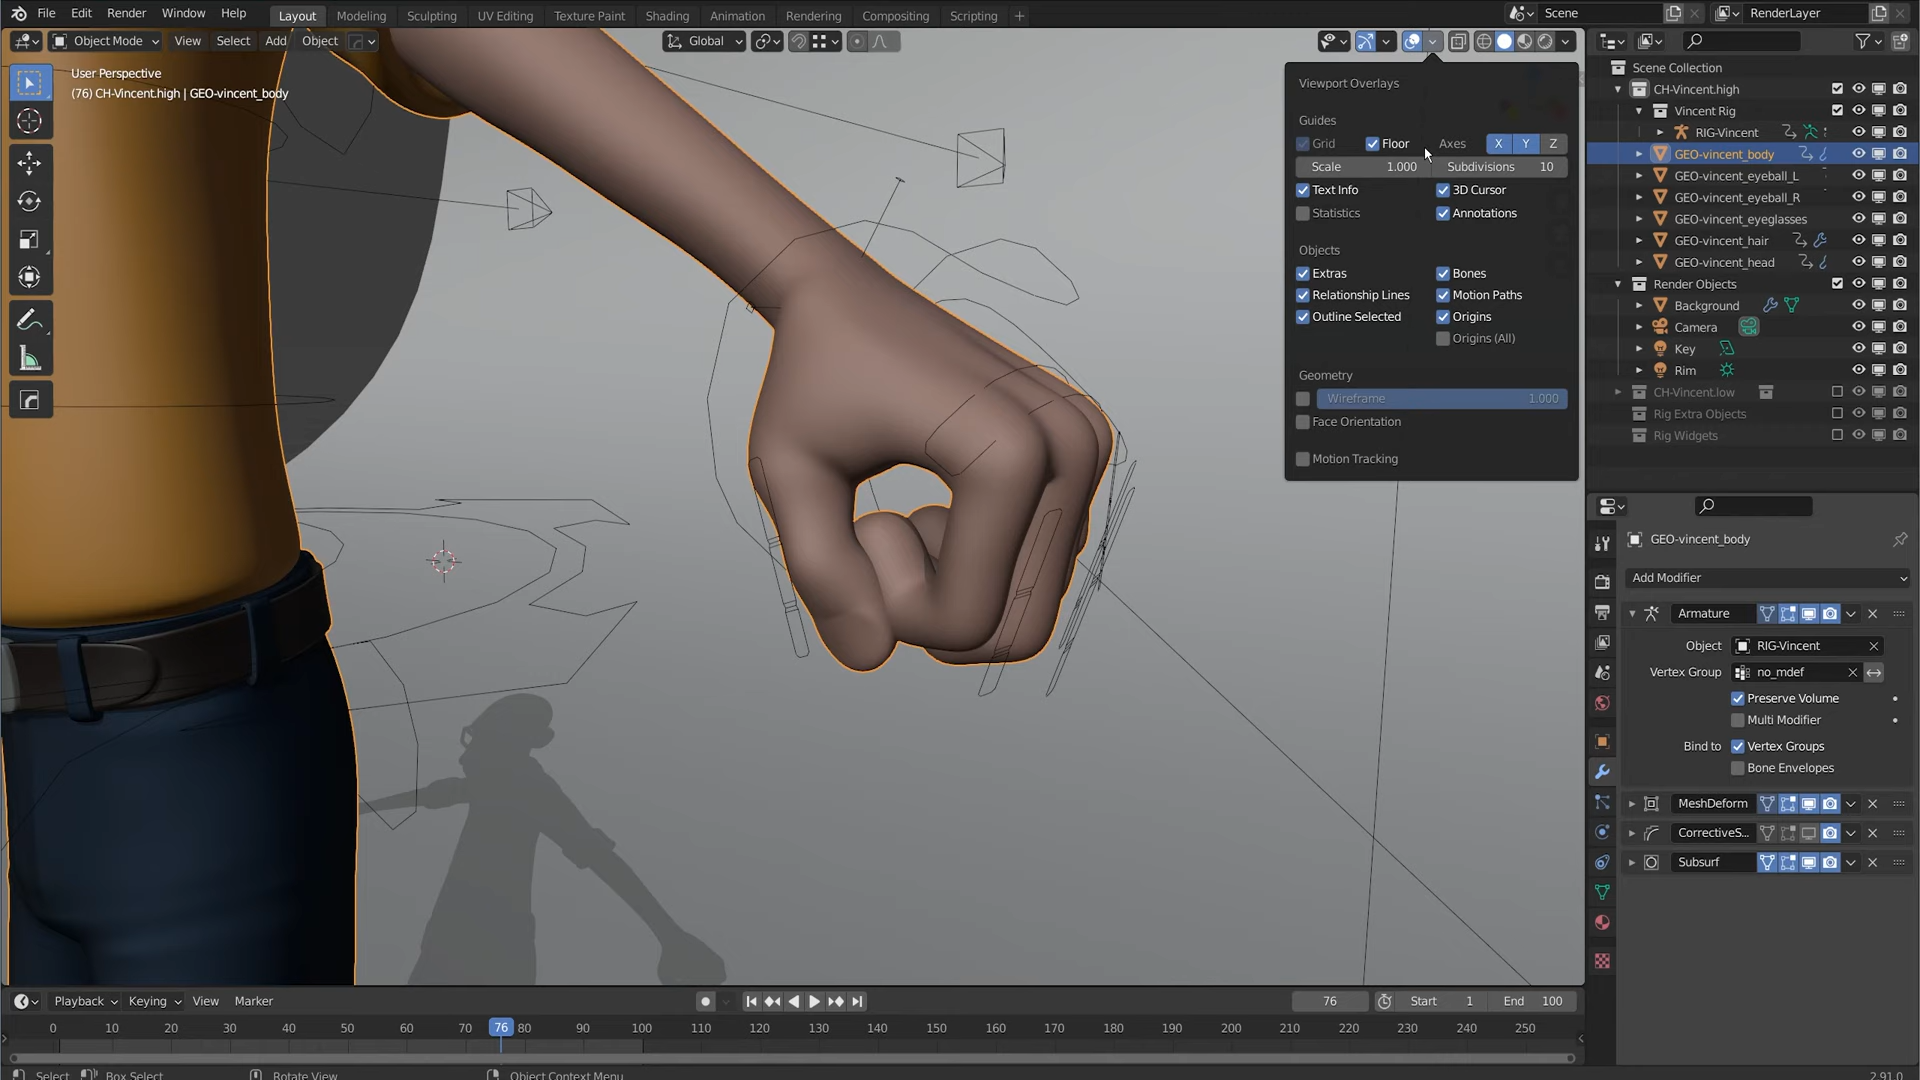 File Edit Render Window Help Layout Modeling Sculpting UV Editing Texture Paint Shading Animation Rendering Compositing Scripting + Scene RenderLayer
Object Mode View Select Add Object Global
User Perspective
(76) CH-Vincent.high | GEO-vincent_body
Viewport Overlays
Guides
Grid Floor Axes X Y Z
Scale 1.000 Subdivisions 10
Text Info 3D Cursor
Statistics Annotations
Objects
Extras Bones
Relationship Lines Motion Paths
Outline Selected Origins
Origins (All)
Geometry
Wireframe 1.000
Face Orientation
Motion Tracking
Scene Collection
CH-Vincent.high
Vincent Rig
RIG-Vincent
GEO-vincent_body
GEO-vincent_eyeball_L
GEO-vincent_eyeball_R
GEO-vincent_eyeglasses
GEO-vincent_hair
GEO-vincent_head
Render Objects
Background
Camera
Key
Rim
CH-Vincent.low
Rig Extra Objects
Rig Widgets
GEO-vincent_body
Add Modifier
Armature
Object RIG-Vincent
Vertex Group no_mdef
Preserve Volume
Multi Modifier
Bind to Vertex Groups
Bone Envelopes
MeshDeform
CorrectiveS...
Subsurf
Playback Keying View Marker 76 Start 1 End 100
0 10 20 30 40 50 60 70 76 80 90 100 110 120 130 140 150 160 170 180 190 200 210 220 230 240 250
Select Box Select Rotate View Object Context Menu 2.91.0